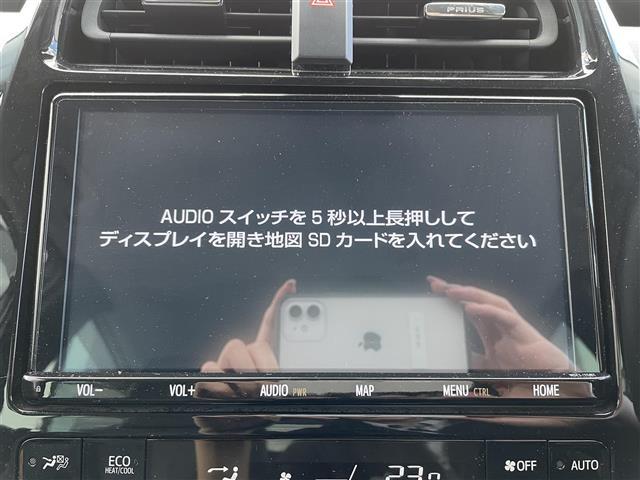 PRIUS
AUDIO スイッチを 5 秒以上長押しして
ディスプレイを開き地図 SD カードを入れてください
VOL− VOL+ AUDIO PWR MAP MENU CTRL HOME
ECO
HEAT/COOL
OFF AUTO